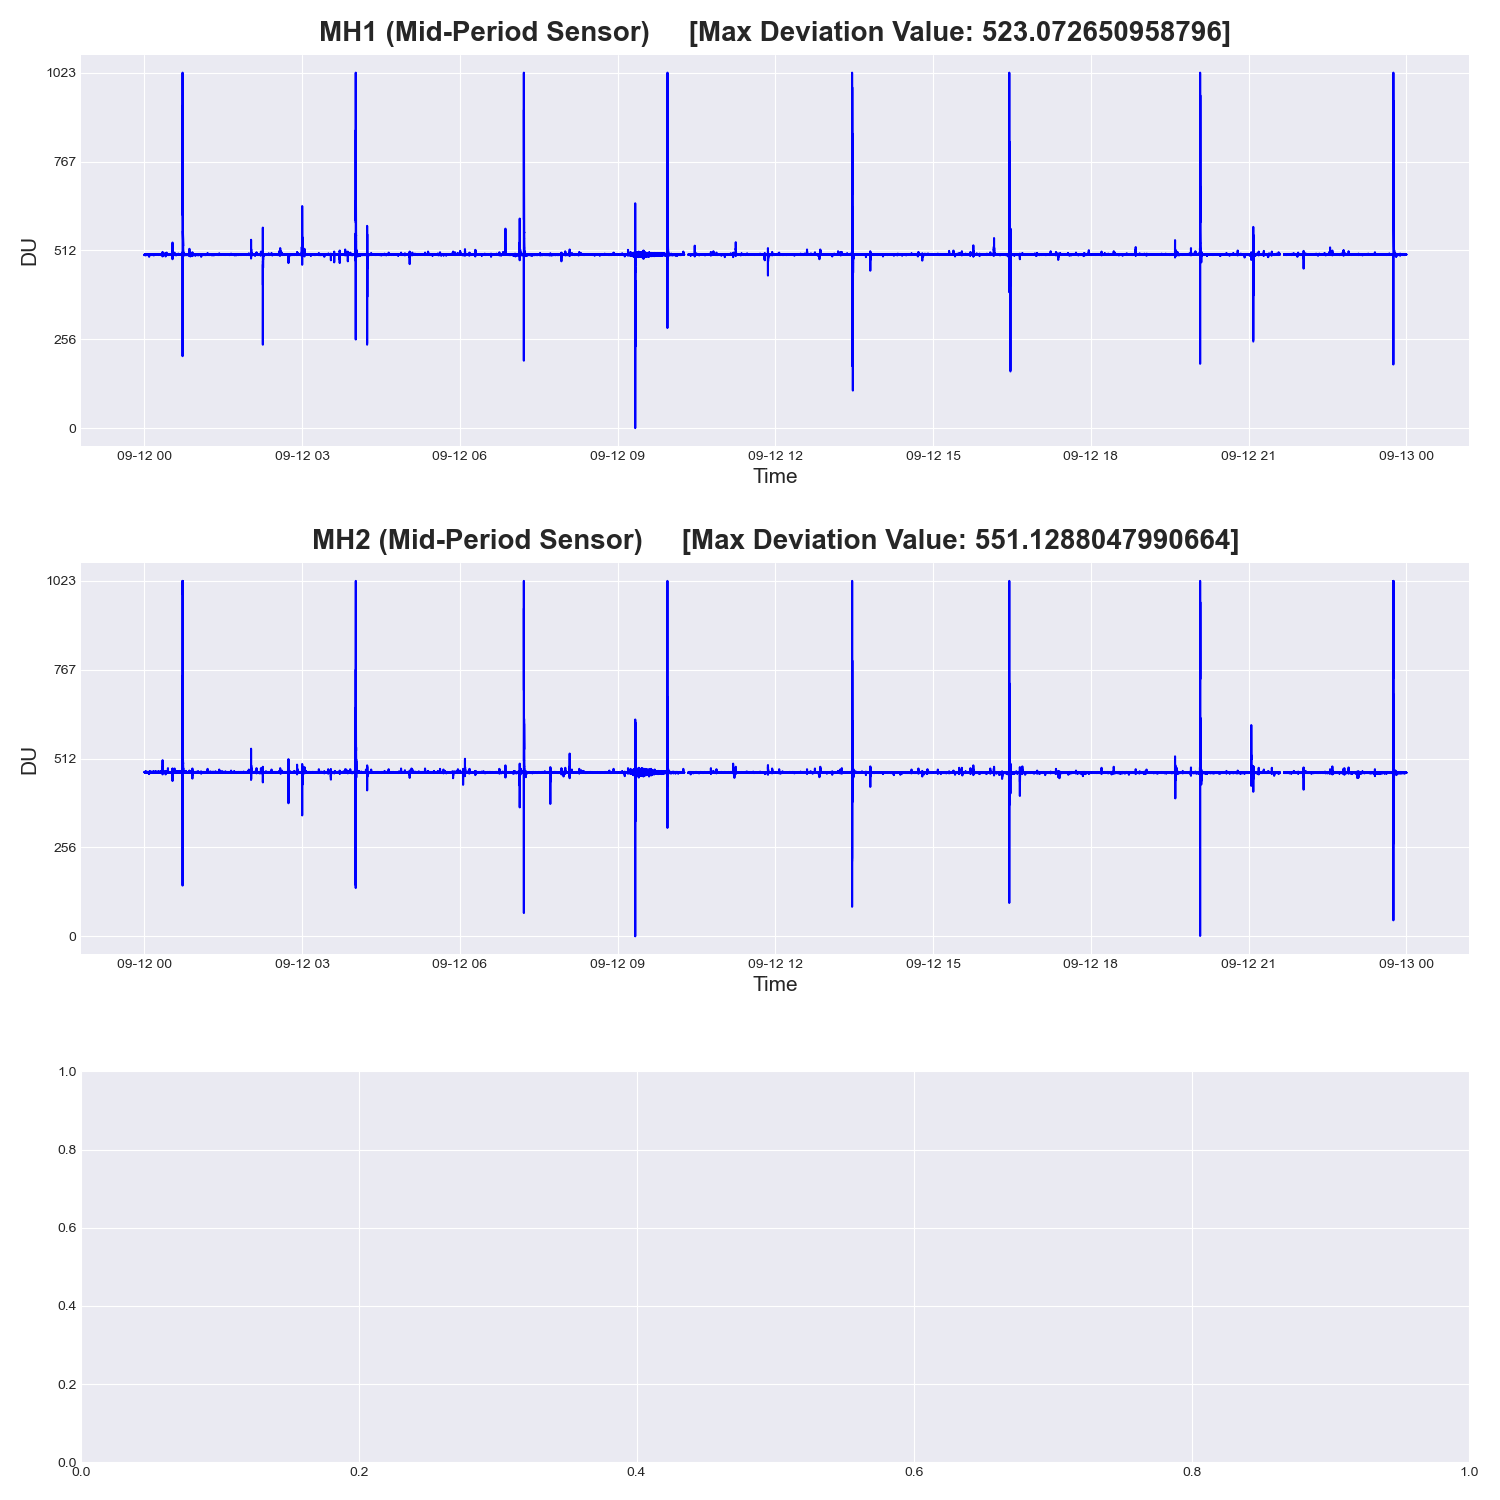 MH1 (Mid-Period Sensor) [Max Deviation Value: 523.072650958796]
1023
767
512
256
0
DU
09-12 00 09-12 03 09-12 06 09-12 09 09-12 12 09-12 15 09-12 18 09-12 21 09-13 00
Time
MH2 (Mid-Period Sensor) [Max Deviation Value: 551.1288047990664]
1023
767
512
256
0
DU
09-12 00 09-12 03 09-12 06 09-12 09 09-12 12 09-12 15 09-12 18 09-12 21 09-13 00
Time
1.0
0.8
0.6
0.4
0.2
0.0
0.0 0.2 0.4 0.6 0.8 1.0